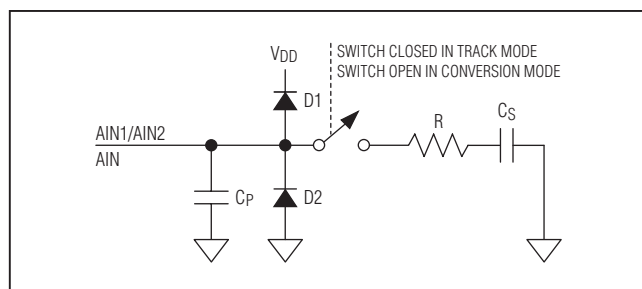 SWITCH CLOSED IN TRACK MODE
SWITCH OPEN IN CONVERSION MODE
VDD
D1
AIN1/AIN2
AIN
R
CS
CP
D2